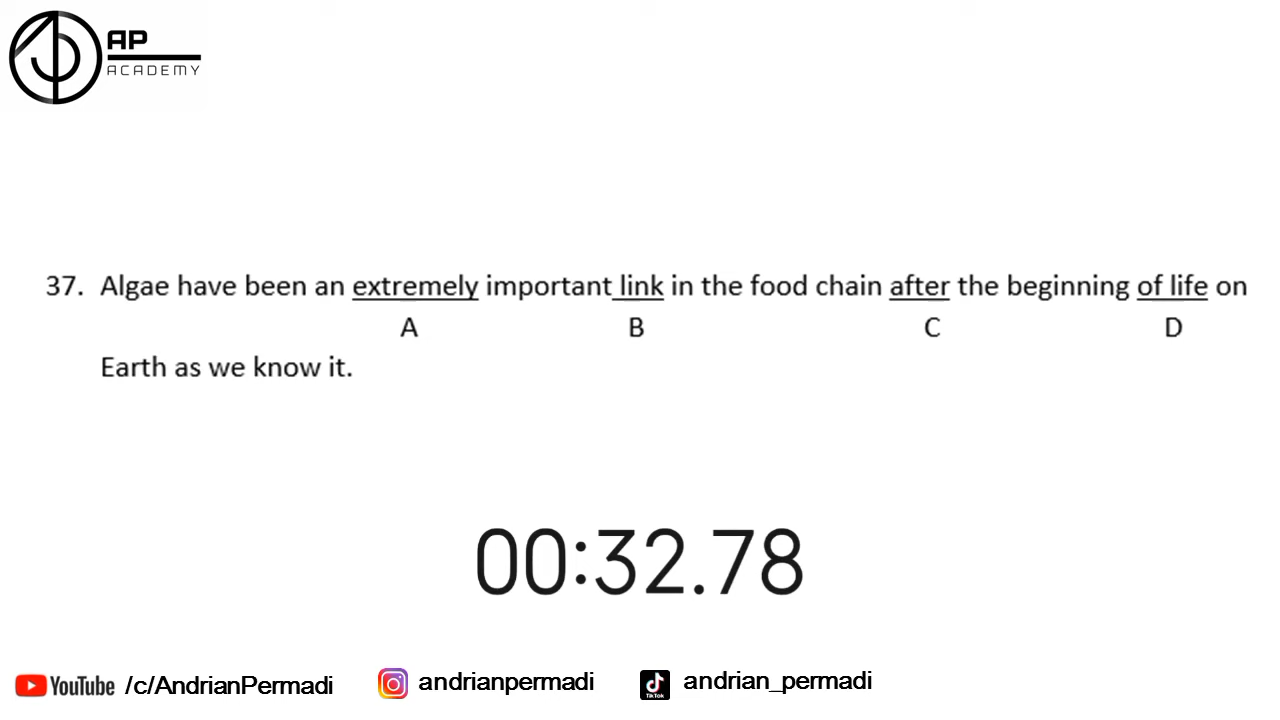 AP
ACADEMY
37. Algae have been an extremely important link in the food chain after the beginning of life on
A B C D
Earth as we know it.
00:32.78
YouTube /c/AndrianPermadi andrianpermadi TikTok andrian_permadi